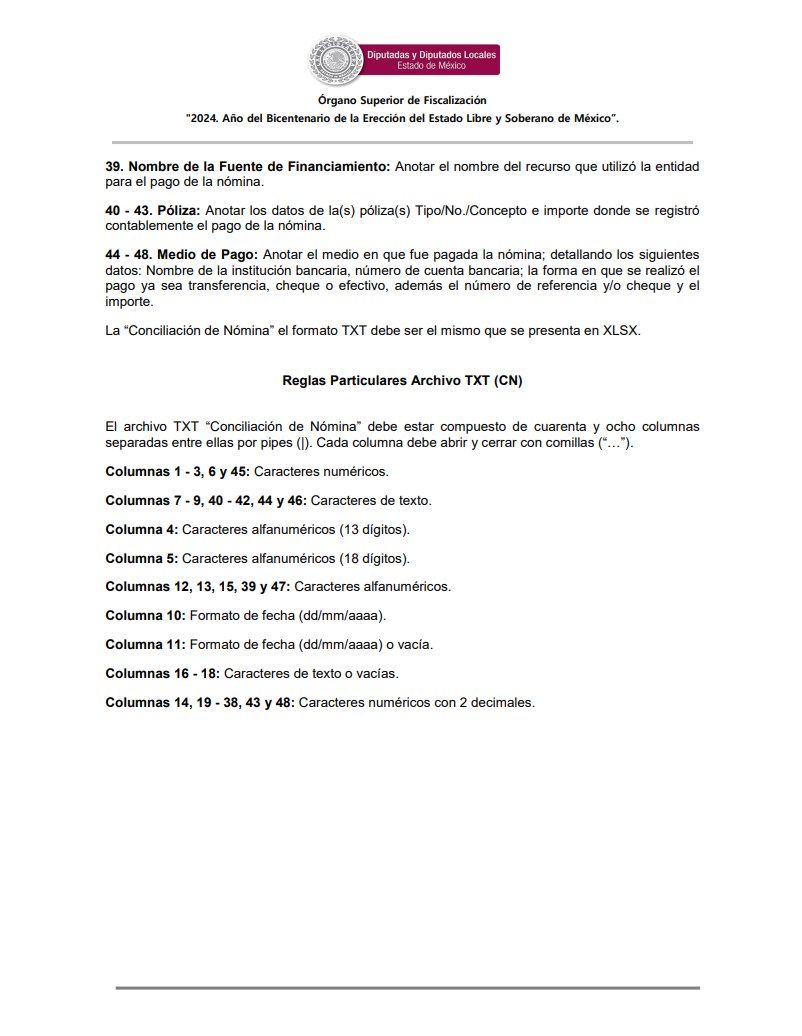 Diputadas y Diputados Locales
Estado de México
Órgano Superior de Fiscalización
"2024. Año del Bicentenario de la Erección del Estado Libre y Soberano de México".
39. Nombre de la Fuente de Financiamiento: Anotar el nombre del recurso que utilizó la entidad
para el pago de la nómina.
40 - 43. Póliza: Anotar los datos de la(s) póliza(s) Tipo/No./Concepto e importe donde se registró
contablemente el pago de la nómina.
44 - 48. Medio de Pago: Anotar el medio en que fue pagada la nómina; detallando los siguientes
datos: Nombre de la institución bancaria, número de cuenta bancaria; la forma en que se realizó el
pago ya sea transferencia, cheque o efectivo, además el número de referencia y/o cheque y el
importe.
La “Conciliación de Nómina” el formato TXT debe ser el mismo que se presenta en XLSX.
Reglas Particulares Archivo TXT (CN)
El archivo TXT “Conciliación de Nómina” debe estar compuesto de cuarenta y ocho columnas
separadas entre ellas por pipes (|). Cada columna debe abrir y cerrar con comillas (“…”).
Columnas 1 - 3, 6 y 45: Caracteres numéricos.
Columnas 7 - 9, 40 - 42, 44 y 46: Caracteres de texto.
Columna 4: Caracteres alfanuméricos (13 dígitos).
Columna 5: Caracteres alfanuméricos (18 dígitos).
Columnas 12, 13, 15, 39 y 47: Caracteres alfanuméricos.
Columna 10: Formato de fecha (dd/mm/aaaa).
Columna 11: Formato de fecha (dd/mm/aaaa) o vacía.
Columnas 16 - 18: Caracteres de texto o vacías.
Columnas 14, 19 - 38, 43 y 48: Caracteres numéricos con 2 decimales.